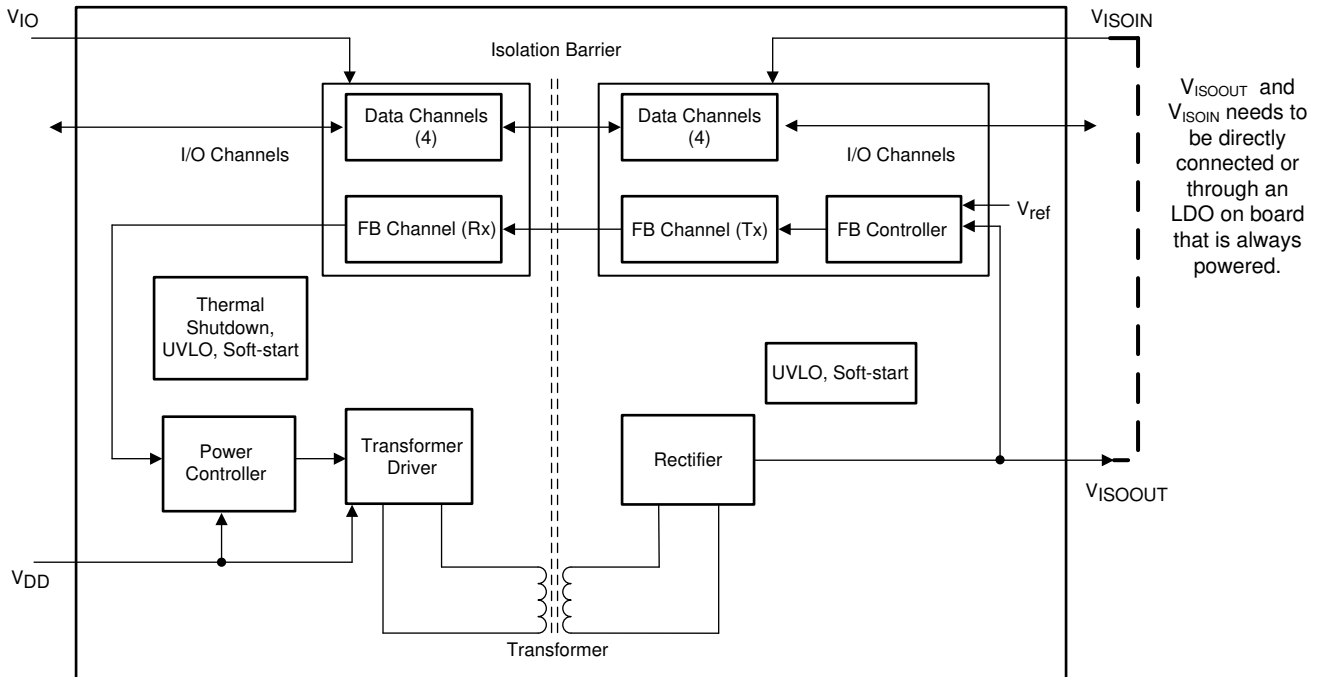 VIO
VISOIN
Isolation Barrier
Data Channels
(4)
Data Channels
(4)
I/O Channels
I/O Channels
FB Channel (Rx)
FB Channel (Tx)
FB Controller
Vref
VISOOUT and
VISOIN needs to
be directly
connected or
through an
LDO on board
that is always
powered.
Thermal
Shutdown,
UVLO, Soft-start
UVLO, Soft-start
Power
Controller
Transformer
Driver
Rectifier
VISOOUT
VDD
Transformer